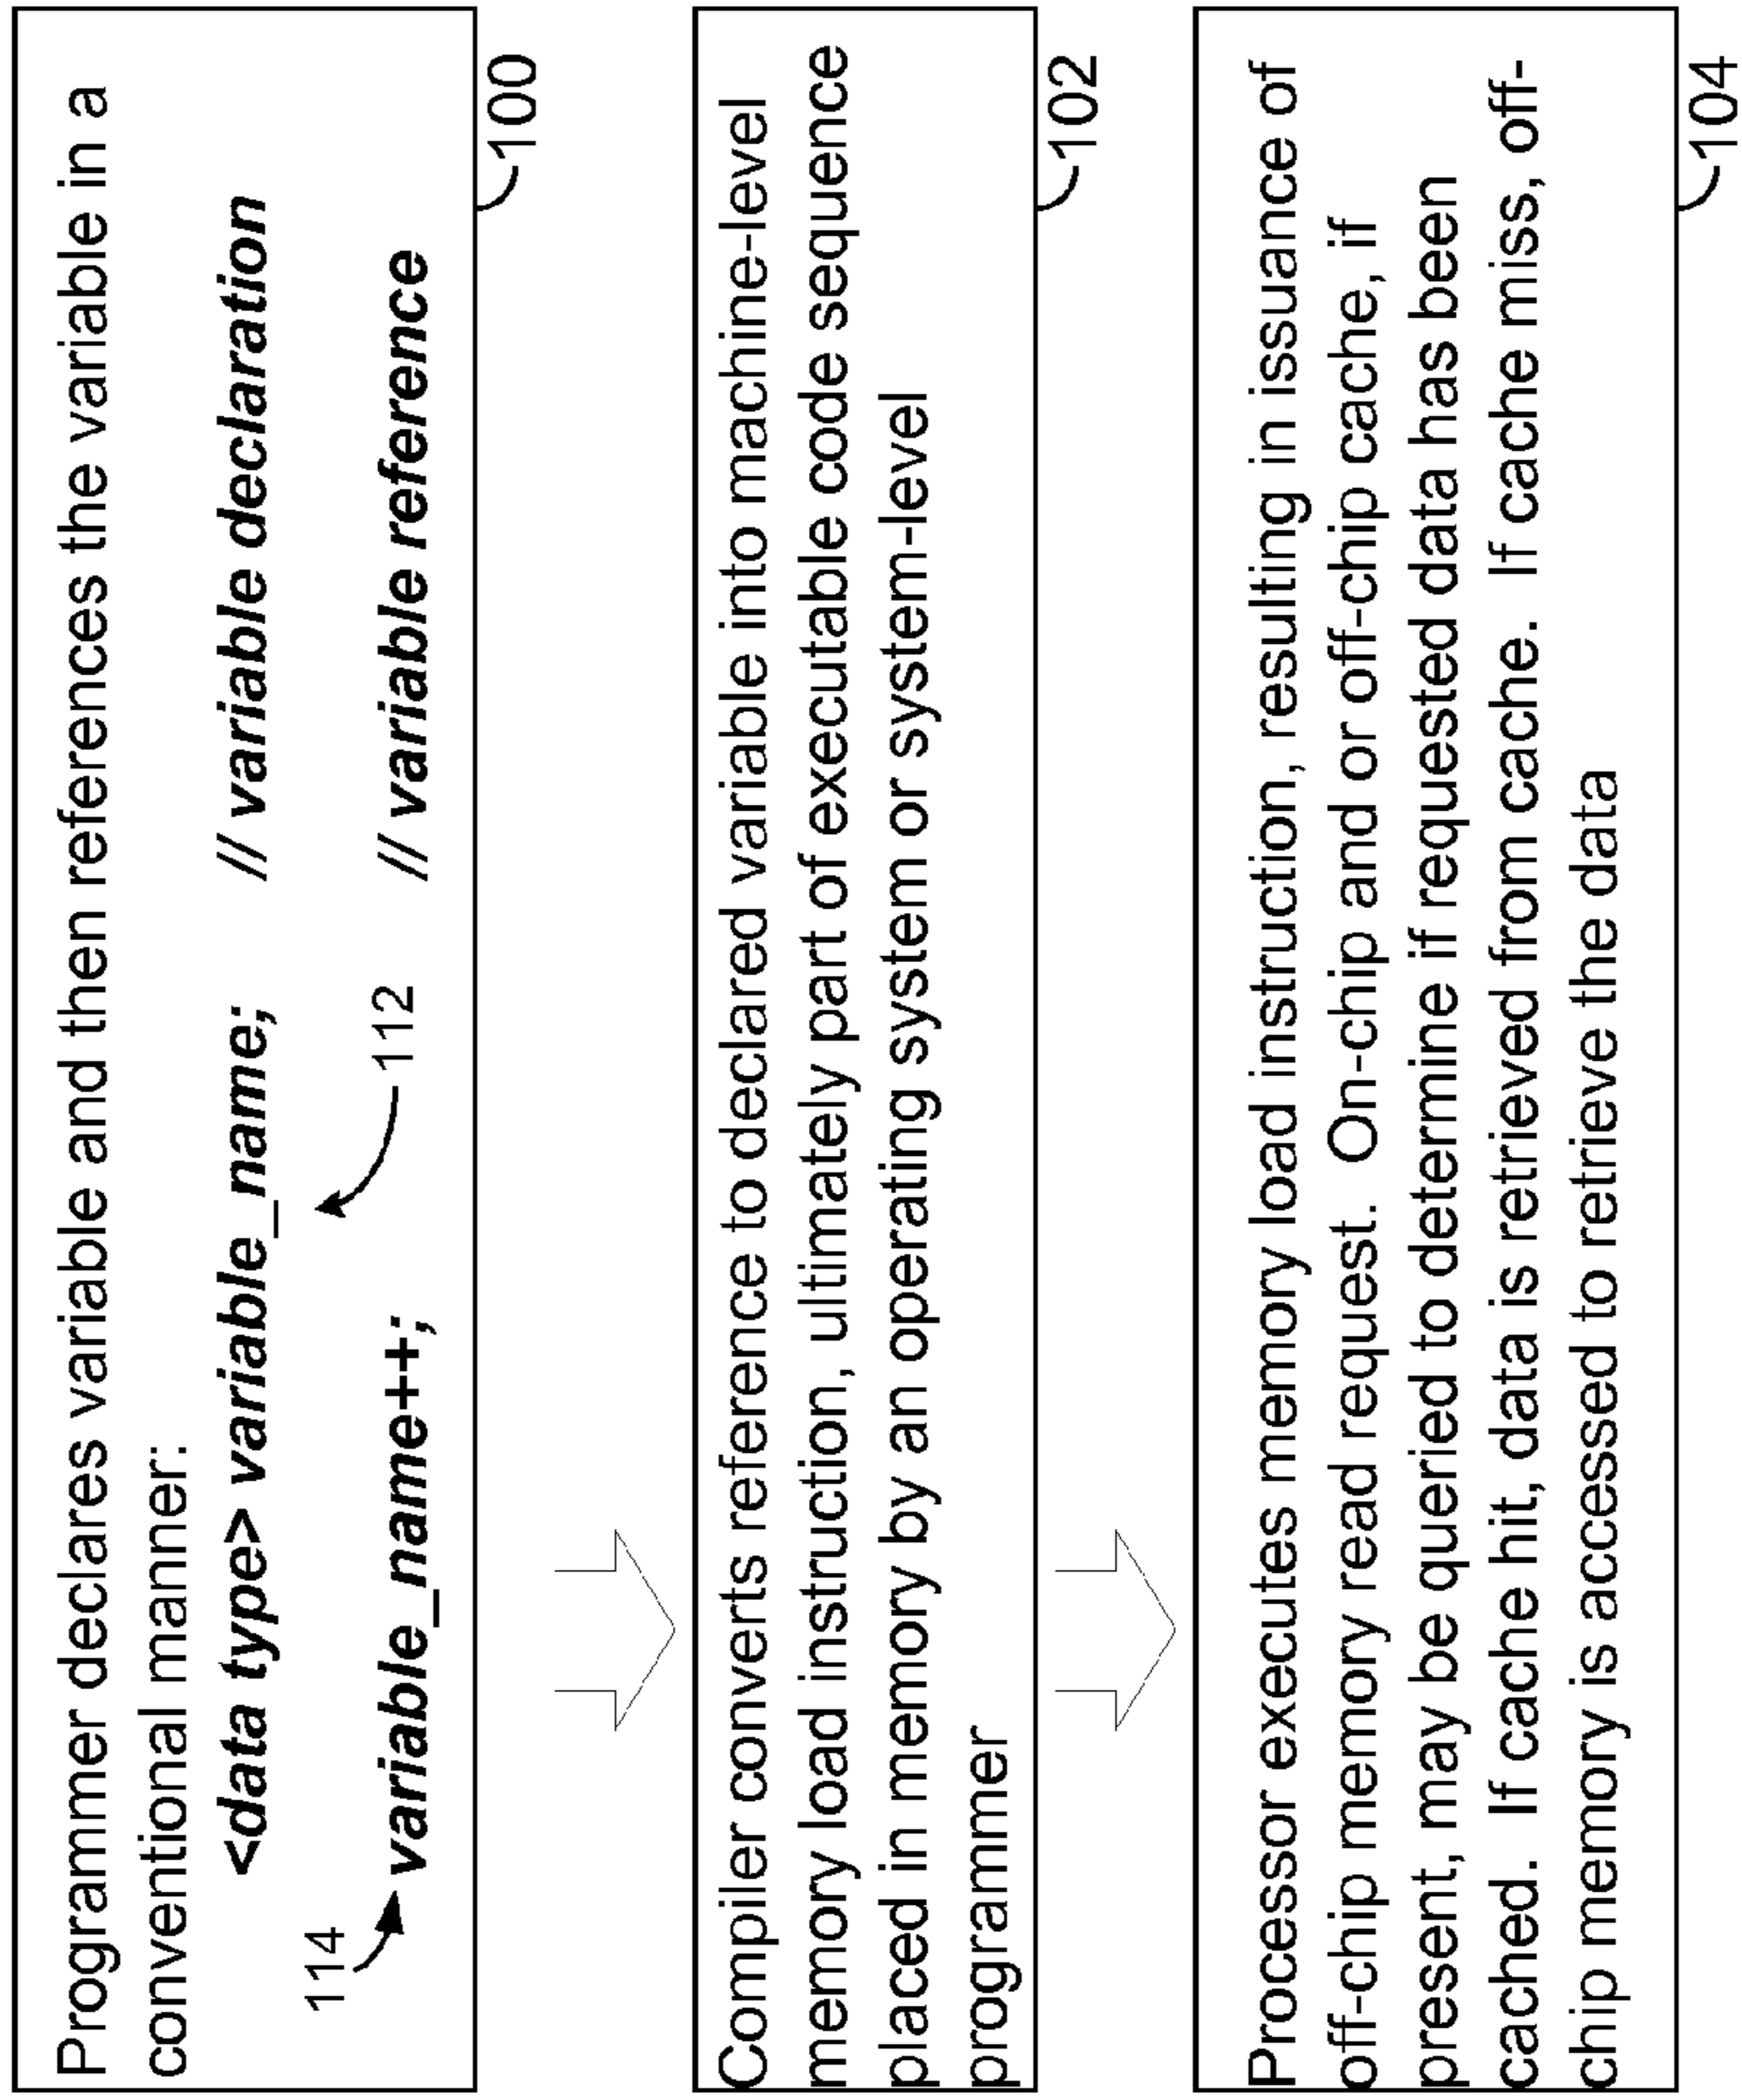 Programmer declares variable and then references the variable in a
conventional manner:
<data type> variable_name; // variable declaration
112
114
variable_name++; // variable reference
100
Compiler converts reference to declared variable into machine-level
memory load instruction, ultimately part of executable code sequence
placed in memory by an operating system or system-level
programmer
102
Processor executes memory load instruction, resulting in issuance of
off-chip memory read request. On-chip and or off-chip cache, if
present, may be queried to determine if requested data has been
cached. If cache hit, data is retrieved from cache. If cache miss, off-
chip memory is accessed to retrieve the data
104